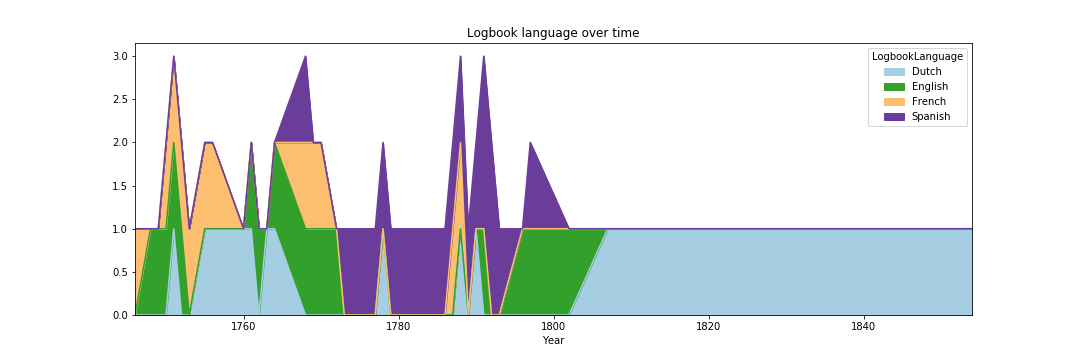 Logbook language over time
3.0
2.5
2.0
1.5
1.0
0.5
0.0
LogbookLanguage
Dutch
English
French
Spanish
1760 1780 1800 1820 1840
Year